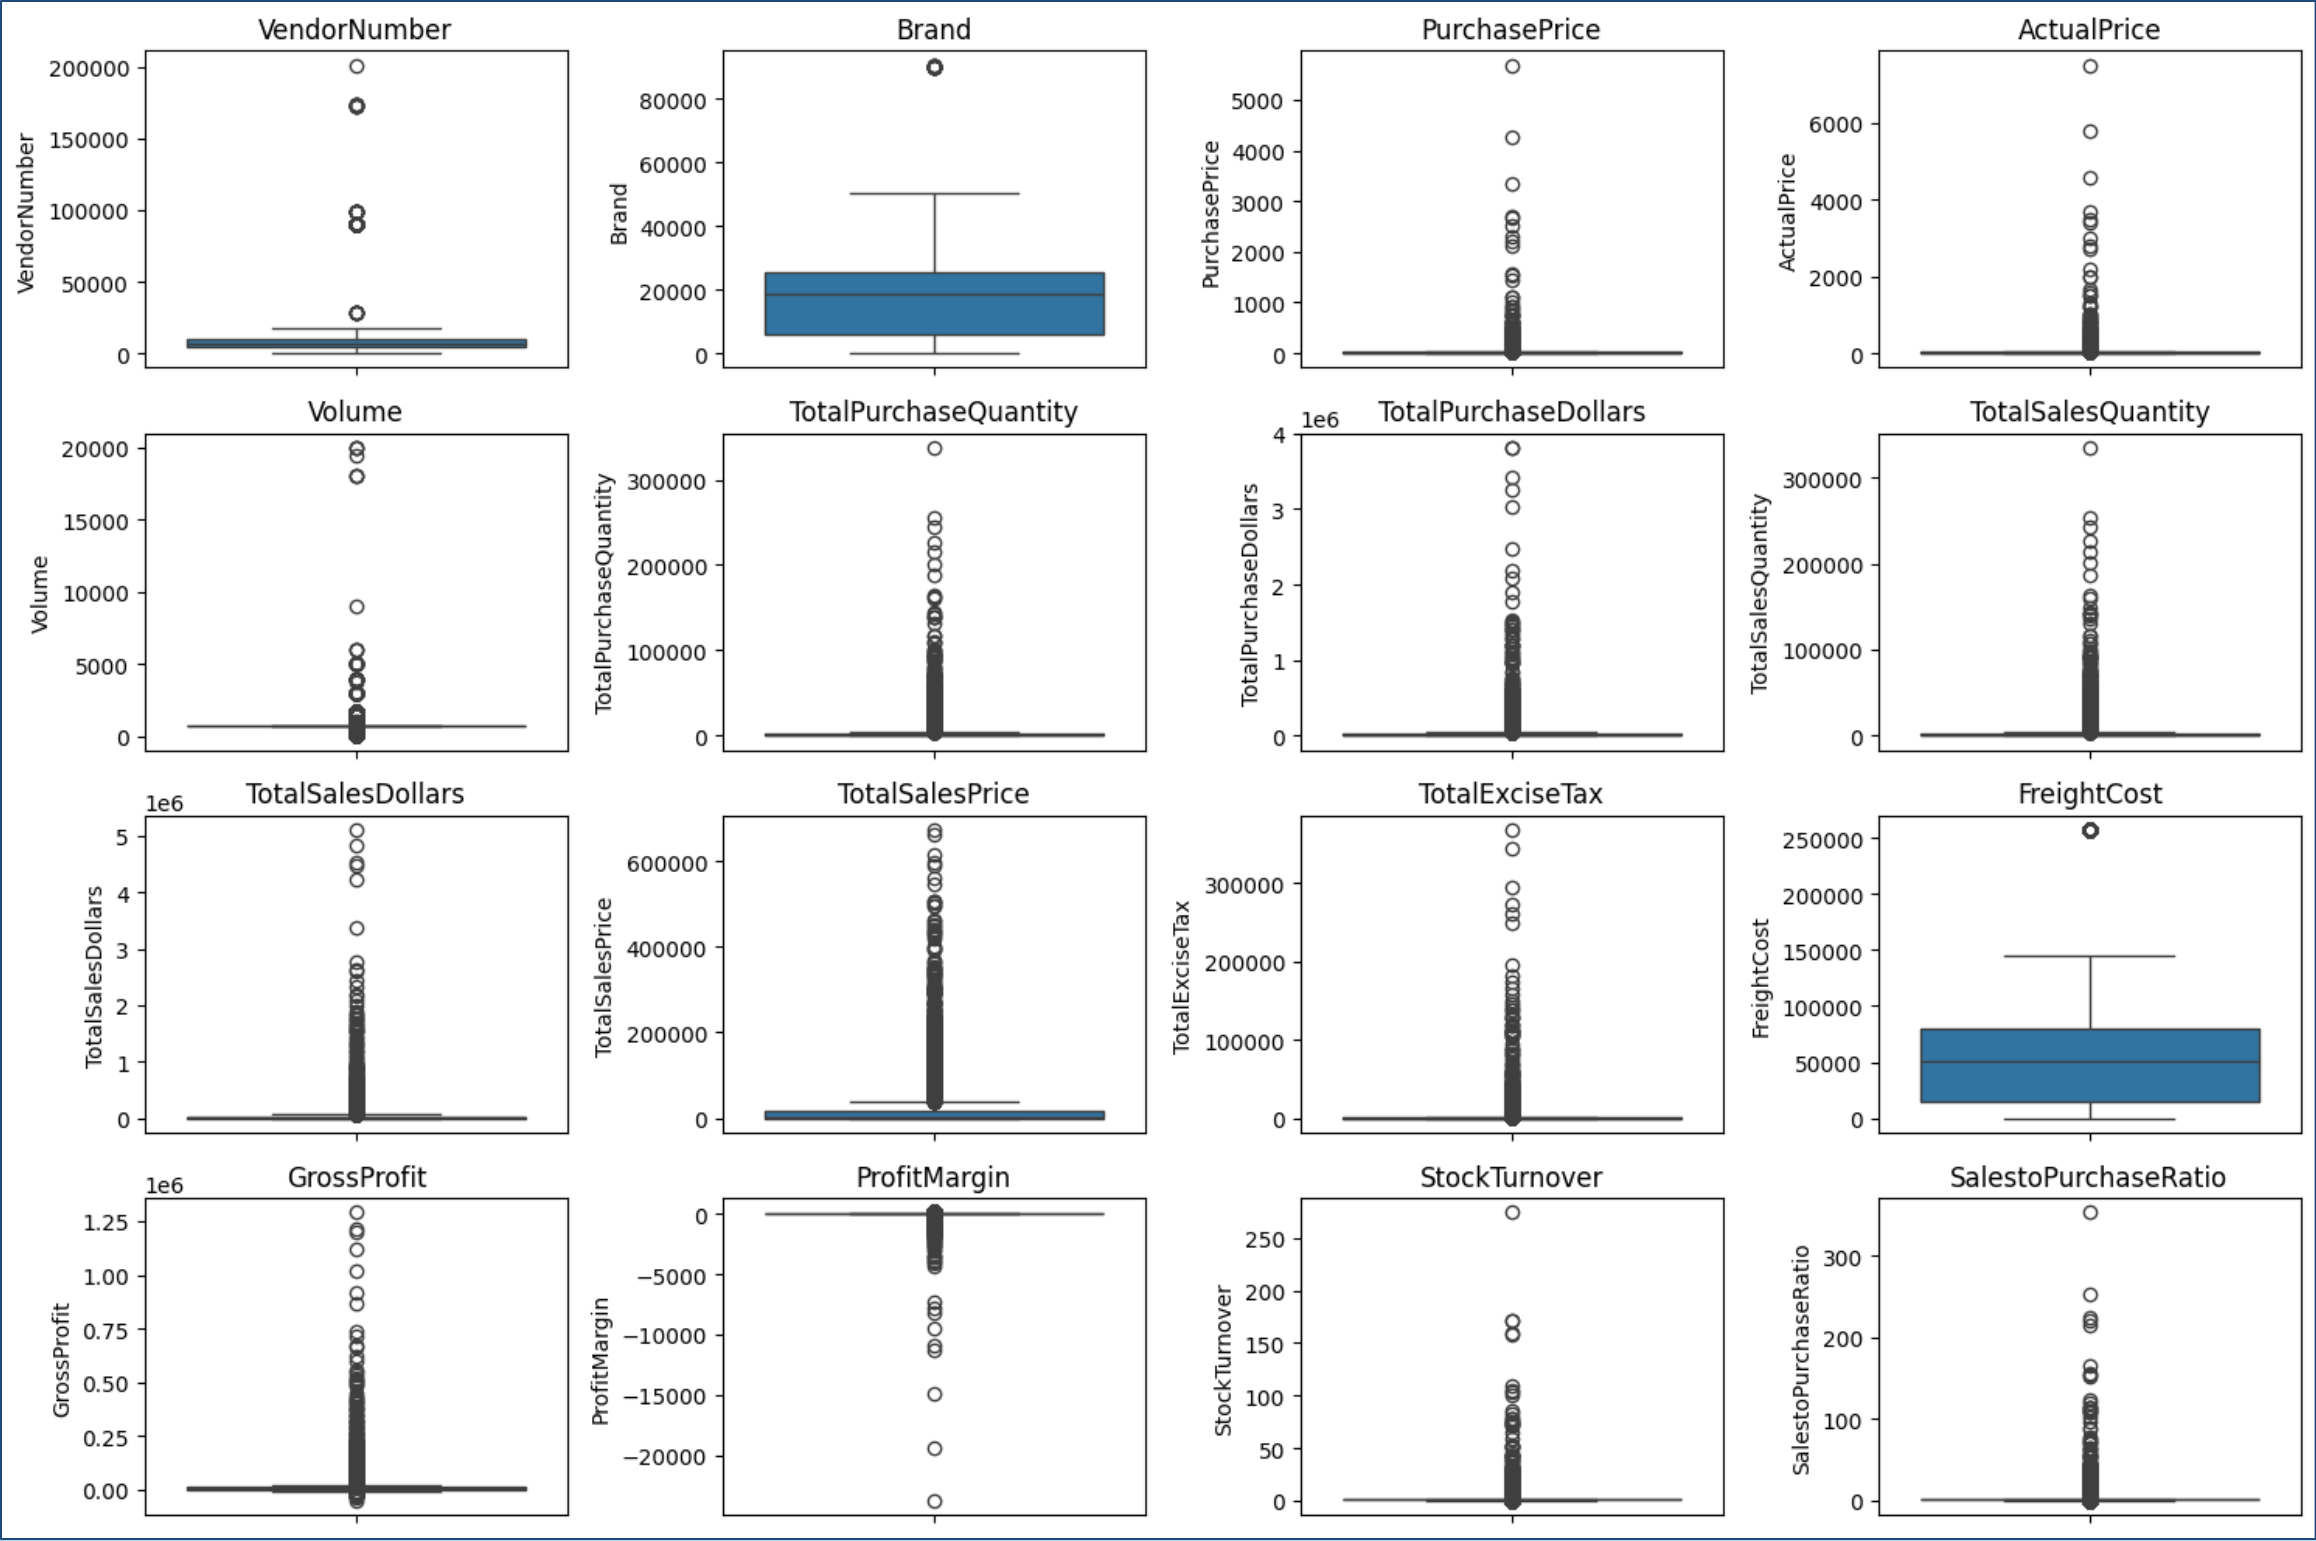 VendorNumber
VendorNumber
200000
150000
100000
50000
0
Brand
Brand
80000
60000
40000
20000
0
PurchasePrice
PurchasePrice
5000
4000
3000
2000
1000
0
ActualPrice
ActualPrice
6000
4000
2000
0
Volume
Volume
20000
15000
10000
5000
0
TotalPurchaseQuantity
TotalPurchaseQuantity
300000
200000
100000
0
TotalPurchaseDollars
1e6
TotalPurchaseDollars
4
3
2
1
0
TotalSalesQuantity
TotalSalesQuantity
300000
200000
100000
0
TotalSalesDollars
1e6
TotalSalesDollars
5
4
3
2
1
0
TotalSalesPrice
TotalSalesPrice
600000
400000
200000
0
TotalExciseTax
TotalExciseTax
300000
200000
100000
0
FreightCost
FreightCost
250000
200000
150000
100000
50000
0
GrossProfit
1e6
GrossProfit
1.25
1.00
0.75
0.50
0.25
0.00
ProfitMargin
ProfitMargin
0
−5000
−10000
−15000
−20000
StockTurnover
StockTurnover
250
200
150
100
50
0
SalestoPurchaseRatio
SalestoPurchaseRatio
300
200
100
0